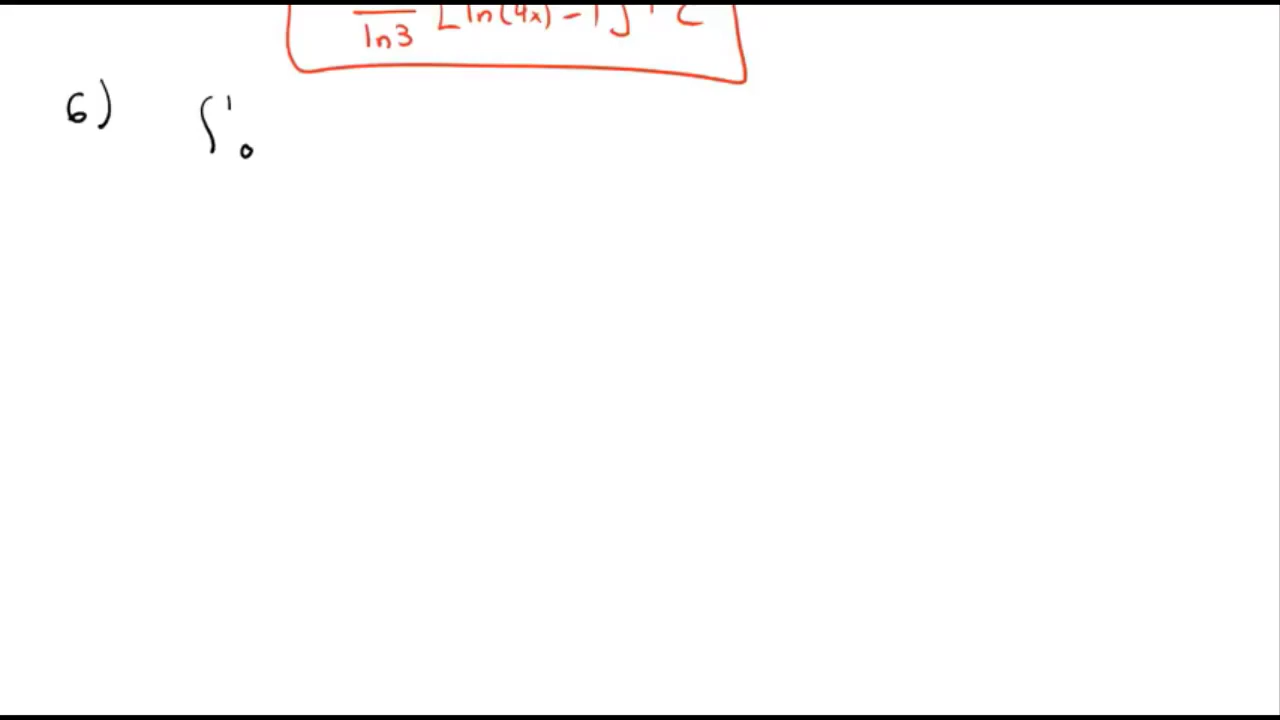 ln3 [ln(4x) - 1] + C
6) ∫₀¹